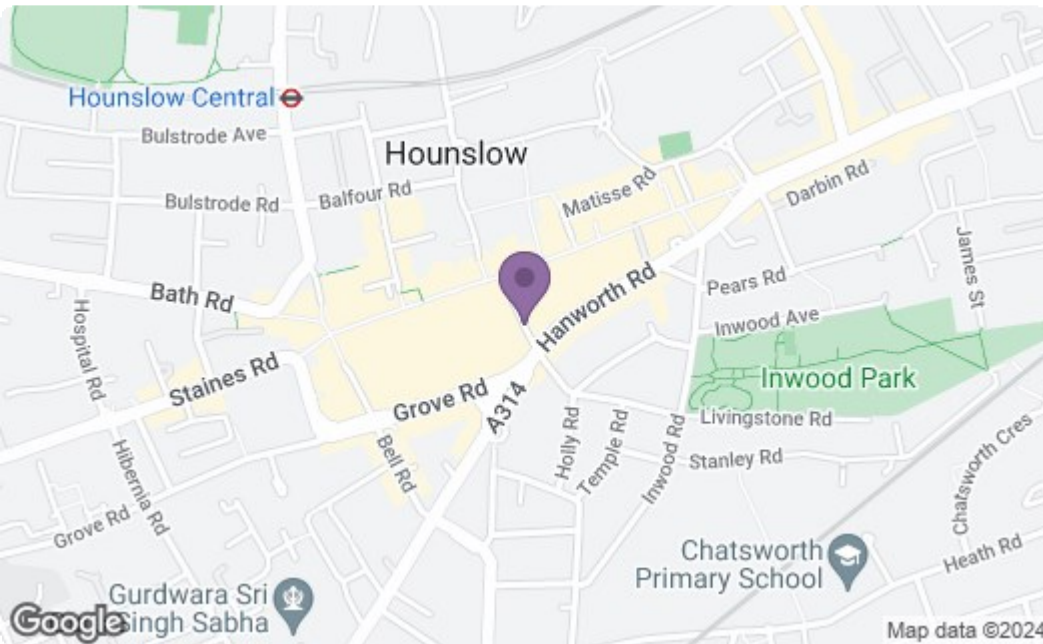 Hounslow Central
Bulstrode Ave
Hounslow
Bulstrode Rd
Balfour Rd
Matisse Rd
Darbin Rd
James St
Bath Rd
Hospital Rd
Hanworth Rd
Pears Rd
Inwood Ave
Staines Rd
Grove Rd
A314
Inwood Park
Livingstone Rd
Hibernia Rd
Bell Rd
Holly Rd
Temple Rd
Inwood Rd
Stanley Rd
Chatsworth Cres
Grove Rd
Chatsworth
Primary School
Heath Rd
Gurdwara Sri
Singh Sabha
Google
Map data ©2024